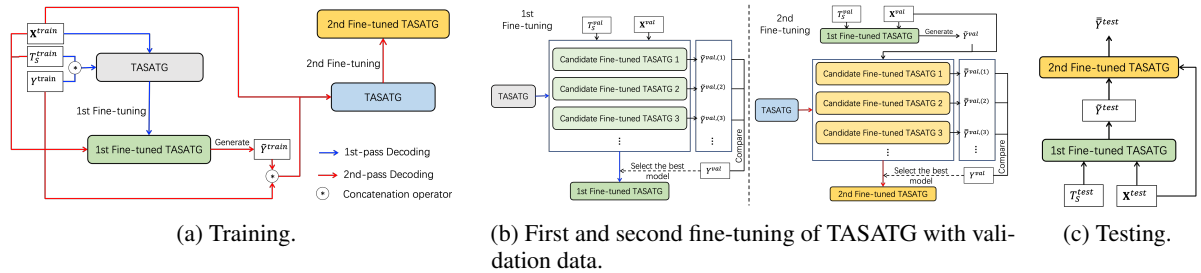 X^train
T_S^train
Y^train
TASATG
1st Fine-tuning
1st Fine-tuned TASATG
Generate
Ȳ^train
2nd Fine-tuned TASATG
2nd Fine-tuning
TASATG
1st-pass Decoding
2nd-pass Decoding
Concatenation operator
(a) Training.
1st
Fine-tuning
T_S^val
X^val
TASATG
Candidate Fine-tuned TASATG 1
Candidate Fine-tuned TASATG 2
Candidate Fine-tuned TASATG 3
⋮
Ȳ^val,(1)
Ȳ^val,(2)
Ȳ^val,(3)
⋮
Compare
Select the best
model
Y^val
1st Fine-tuned TASATG
2nd
Fine-tuning
T_S^val
X^val
1st Fine-tuned TASATG
Generate
Ȳ^val
TASATG
Candidate Fine-tuned TASATG 1
Candidate Fine-tuned TASATG 2
Candidate Fine-tuned TASATG 3
⋮
Ȳ̄^val,(1)
Ȳ̄^val,(2)
Ȳ̄^val,(3)
⋮
Compare
Select the best
model
Y^val
2nd Fine-tuned TASATG
(b) First and second fine-tuning of TASATG with vali-
dation data.
Ȳ̄^test
2nd Fine-tuned TASATG
Ȳ^test
1st Fine-tuned TASATG
T_S^test
X^test
(c) Testing.